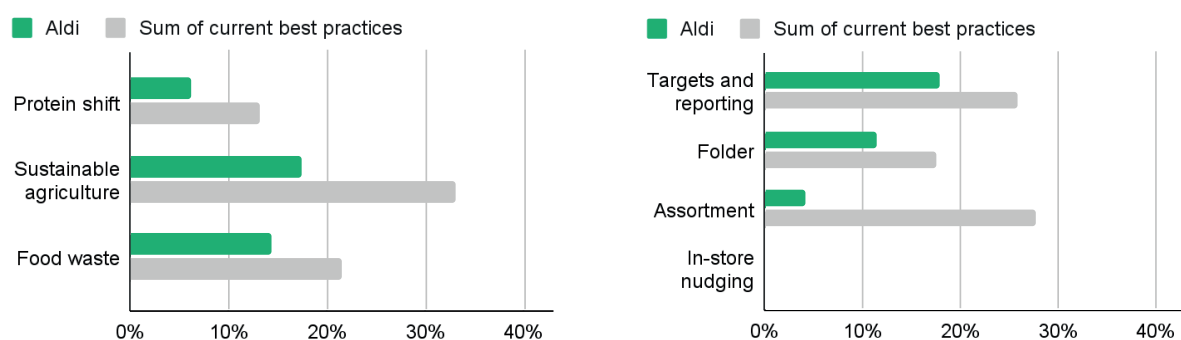 Aldi
Sum of current best practices
Protein shift
Sustainable
agriculture
Food waste
0%
10%
20%
30%
40%
Aldi
Sum of current best practices
Targets and
reporting
Folder
Assortment
In-store
nudging
0%
10%
20%
30%
40%